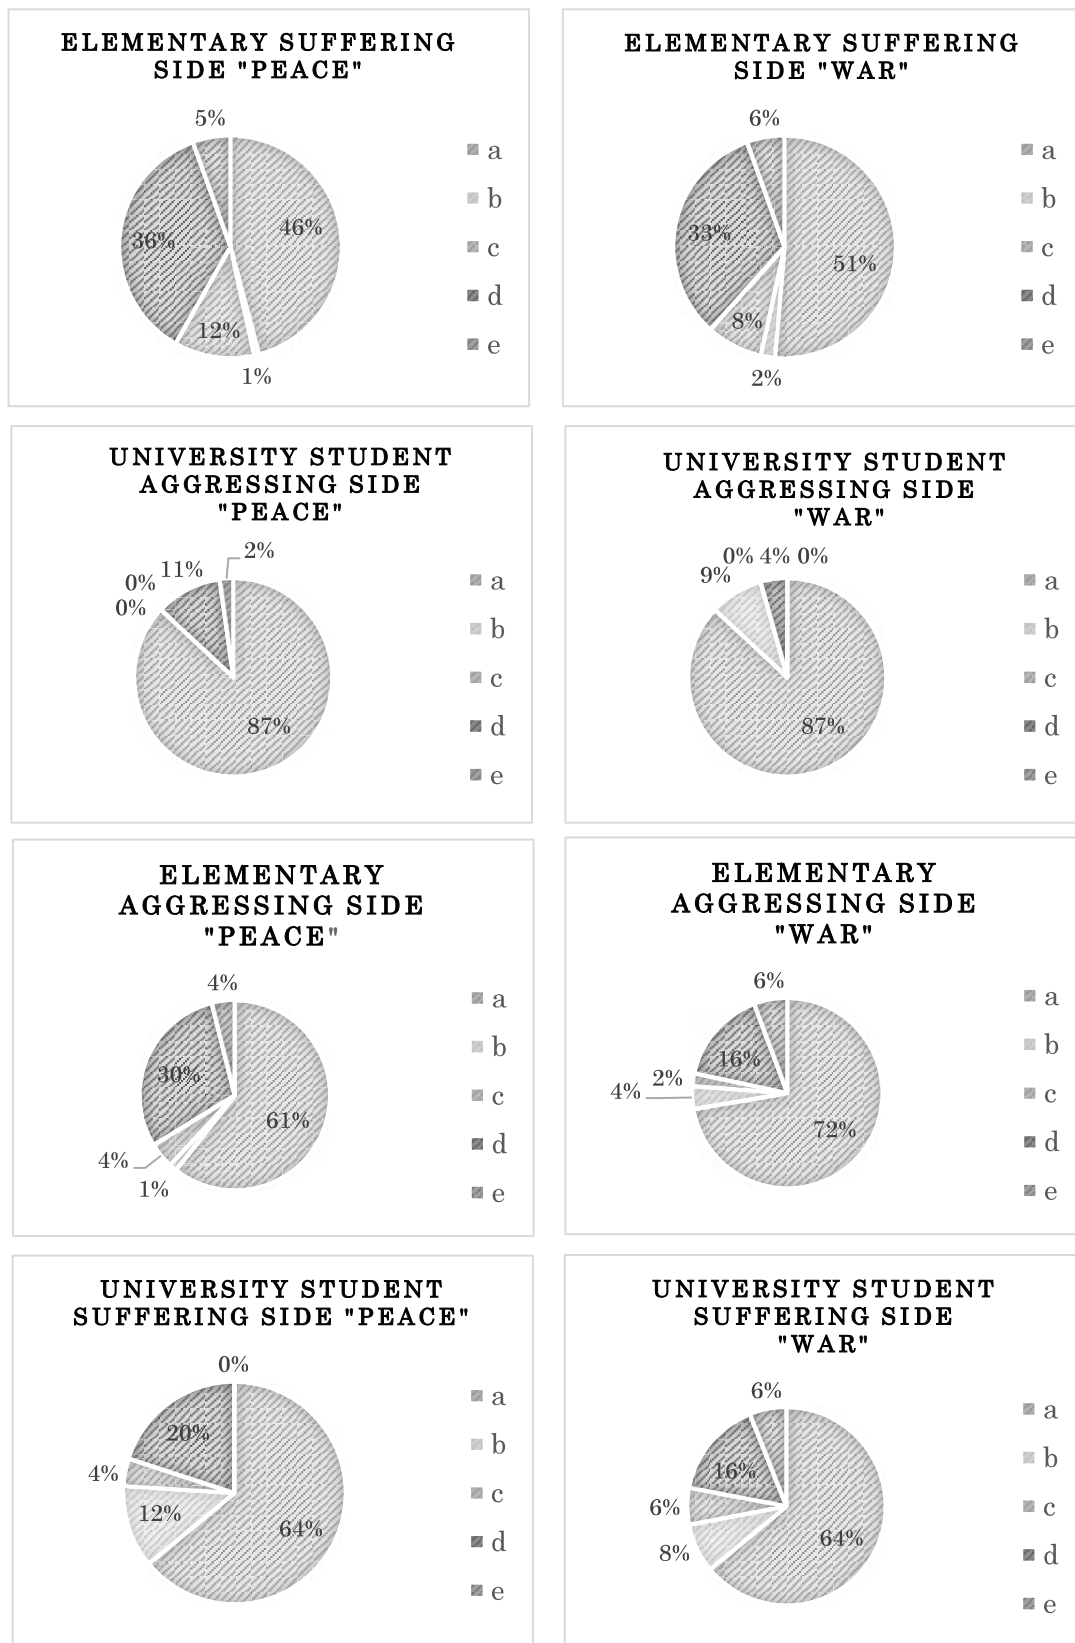 ELEMENTARY SUFFERING
SIDE "PEACE"
5%
46%
36%
12%
1%
a
b
c
d
e
ELEMENTARY SUFFERING
SIDE "WAR"
6%
33%
51%
8%
2%
a
b
c
d
e
UNIVERSITY STUDENT
AGGRESSING SIDE
"PEACE"
2%
11%
0%
0%
87%
a
b
c
d
e
UNIVERSITY STUDENT
AGGRESSING SIDE
"WAR"
0% 4% 0%
9%
87%
a
b
c
d
e
ELEMENTARY
AGGRESSING SIDE
"PEACE"
4%
30%
61%
4%
1%
a
b
c
d
e
ELEMENTARY
AGGRESSING SIDE
"WAR"
6%
16%
2%
4%
72%
a
b
c
d
e
UNIVERSITY STUDENT
SUFFERING SIDE "PEACE"
0%
20%
4%
12%
64%
a
b
c
d
e
UNIVERSITY STUDENT
SUFFERING SIDE
"WAR"
6%
16%
6%
64%
8%
a
b
c
d
e